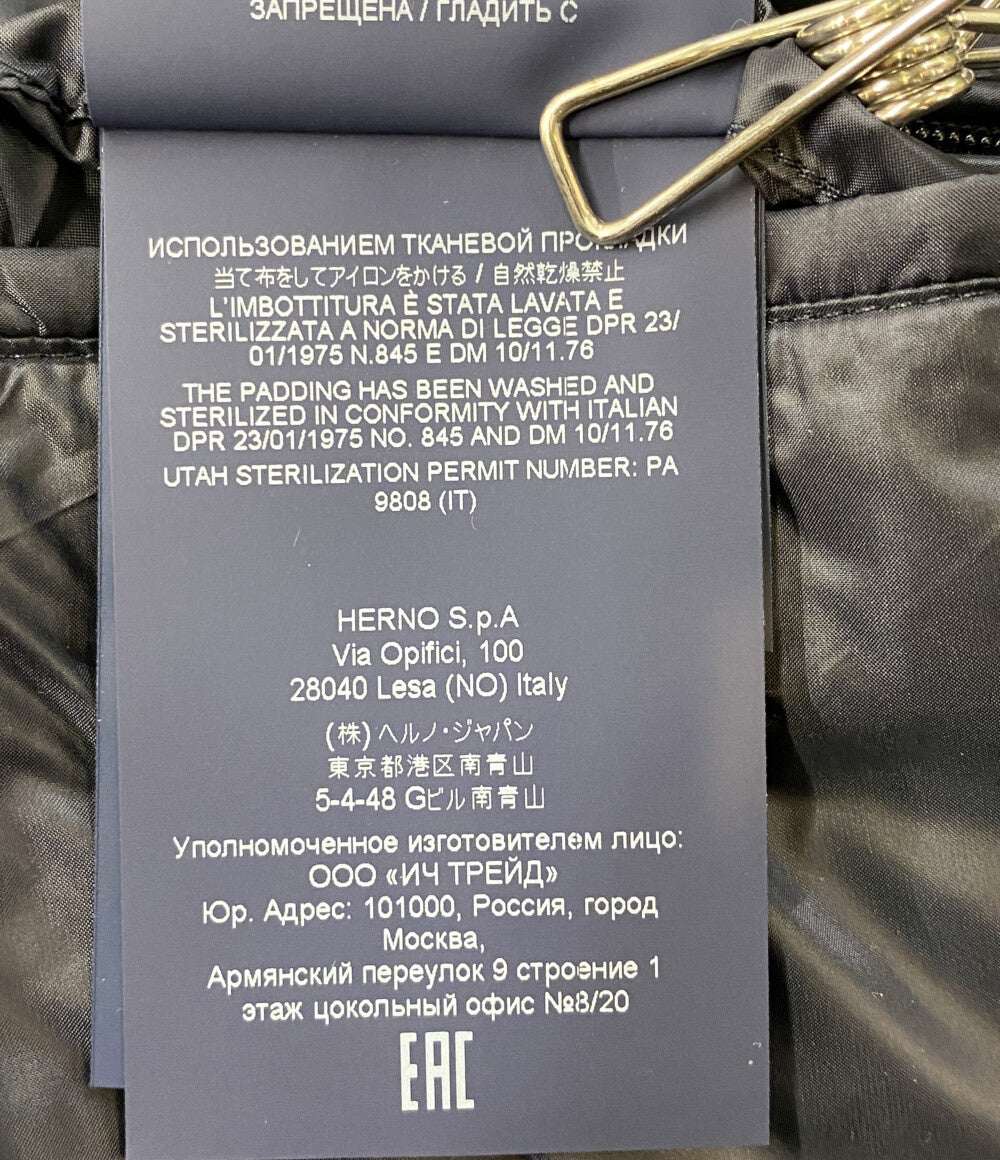 ЗАПРЕЩЕНА / ГЛАДИТЬ С
ИСПОЛЬЗОВАНИЕМ ТКАНЕВОЙ
当て布をしてアイロンをかける / 自然乾燥禁止
L'IMBOTTITURA È STATA LAVATA E
STERILIZZATA A NORMA DI LEGGE DPR 23/
01/1975 N.845 E DM 10/11.76
THE PADDING HAS BEEN WASHED AND
STERILIZED IN CONFORMITY WITH ITALIAN
DPR 23/01/1975 NO. 845 AND DM 10/11.76
UTAH STERILIZATION PERMIT NUMBER: PA
9808 (IT)
HERNO S.p.A
Via Opifici, 100
28040 Lesa (NO) Italy
(株) ヘルノ・ジャパン
東京都港区南青山
5-4-48 Gビル南青山
Уполномоченное изготовителем лицо:
ООО «ИЧ ТРЕЙД»
Юр. Адрес: 101000, Россия, город
Москва,
Армянский переулок 9 строение 1
этаж цокольный офис №8/20
EAC